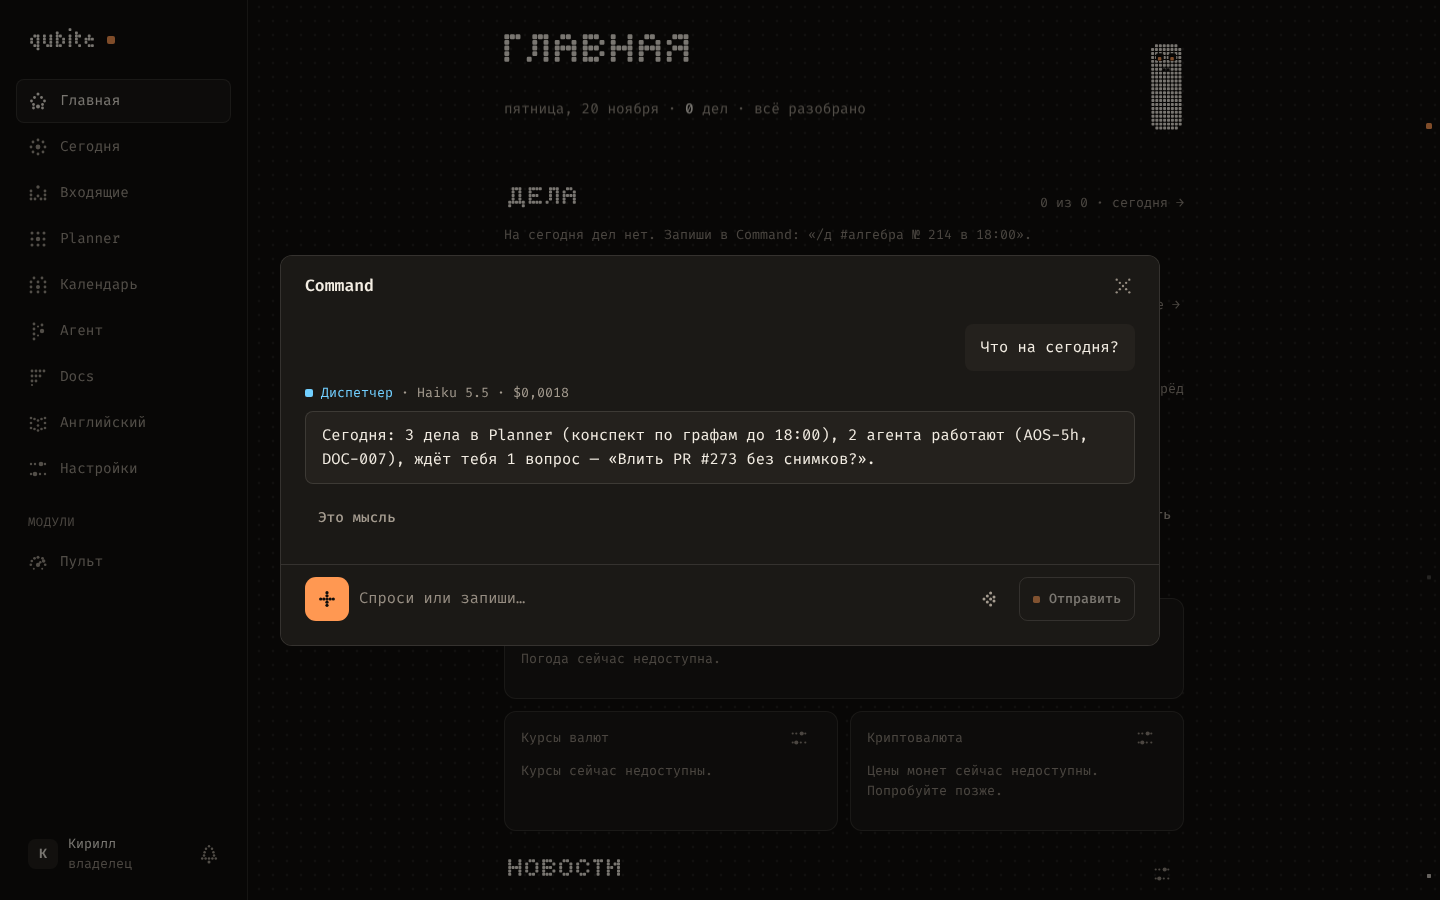 qubite
Главная
Сегодня
Входящие
Planner
Календарь
Агент
Docs
Английский
Настройки
МОДУЛИ
Пульт
К
Кирилл
владелец
ГЛАВНАЯ
пятница, 20 ноября · 0 дел · всё разобрано
ДЕЛА
0 из 0 · сегодня →
На сегодня дел нет. Запиши в Command: «/д #алгебра № 214 в 18:00».
Command
Что на сегодня?
Диспетчер · Haiku 5.5 · $0,0018
Сегодня: 3 дела в Planner (конспект по графам до 18:00), 2 агента работают (AOS-5h,
DOC-007), ждёт тебя 1 вопрос — «Влить PR #273 без снимков?».
Это мысль
Спроси или запиши…
Отправить
Погода сейчас недоступна.
Курсы валют
Курсы сейчас недоступны.
Криптовалюта
Цены монет сейчас недоступны.
Попробуйте позже.
НОВОСТИ